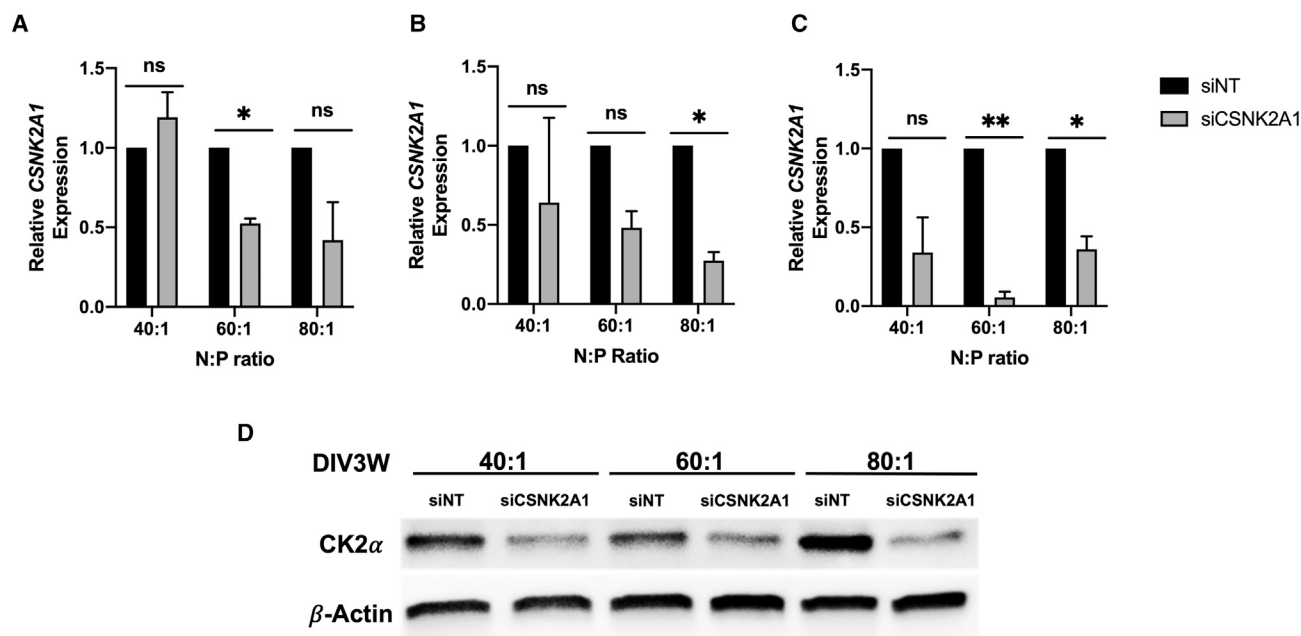 A
Relative CSNK2A1
Expression
1.5
1.0
0.5
0.0
ns
*
ns
40:1
60:1
80:1
N:P ratio
B
Relative CSNK2A1
Expression
1.5
1.0
0.5
0.0
ns
ns
*
40:1
60:1
80:1
N:P Ratio
C
Relative CSNK2A1
Expression
1.5
1.0
0.5
0.0
ns
**
*
40:1
60:1
80:1
N:P ratio
siNT
siCSNK2A1
D
DIV3W 40:1 60:1 80:1
siNT siCSNK2A1 siNT siCSNK2A1 siNT siCSNK2A1
CK2α
β-Actin